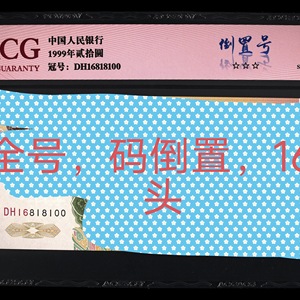 CG 中国人民银行 倒置号
GUARANTY 1999年贰拾圆 ☆☆☆
冠号: DH16818100 S
全号，码倒置，16
头
DH16818100